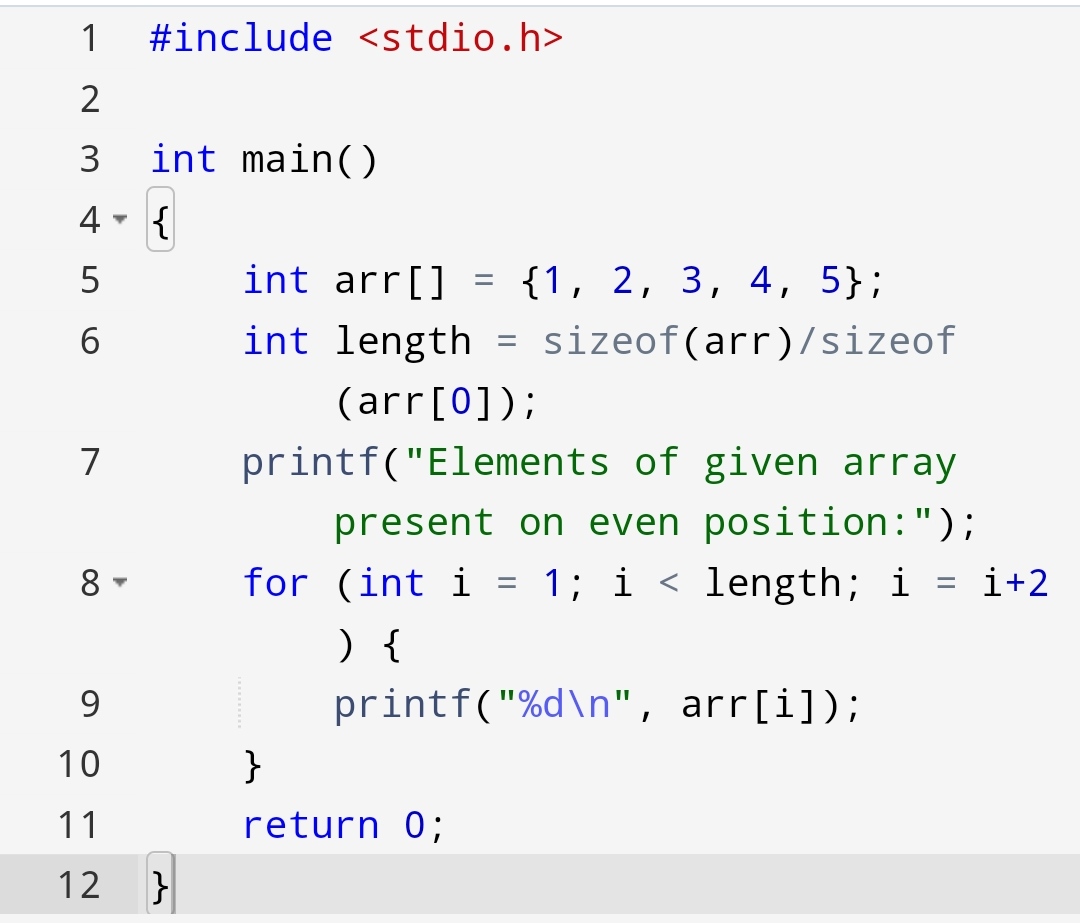 1 #include <stdio.h>
2
3 int main()
4 {
5     int arr[] = {1, 2, 3, 4, 5};
6     int length = sizeof(arr)/sizeof
        (arr[0]);
7     printf("Elements of given array
        present on even position:");
8     for (int i = 1; i < length; i = i+2
        ) {
9         printf("%d\n", arr[i]);
10     }
11     return 0;
12 }